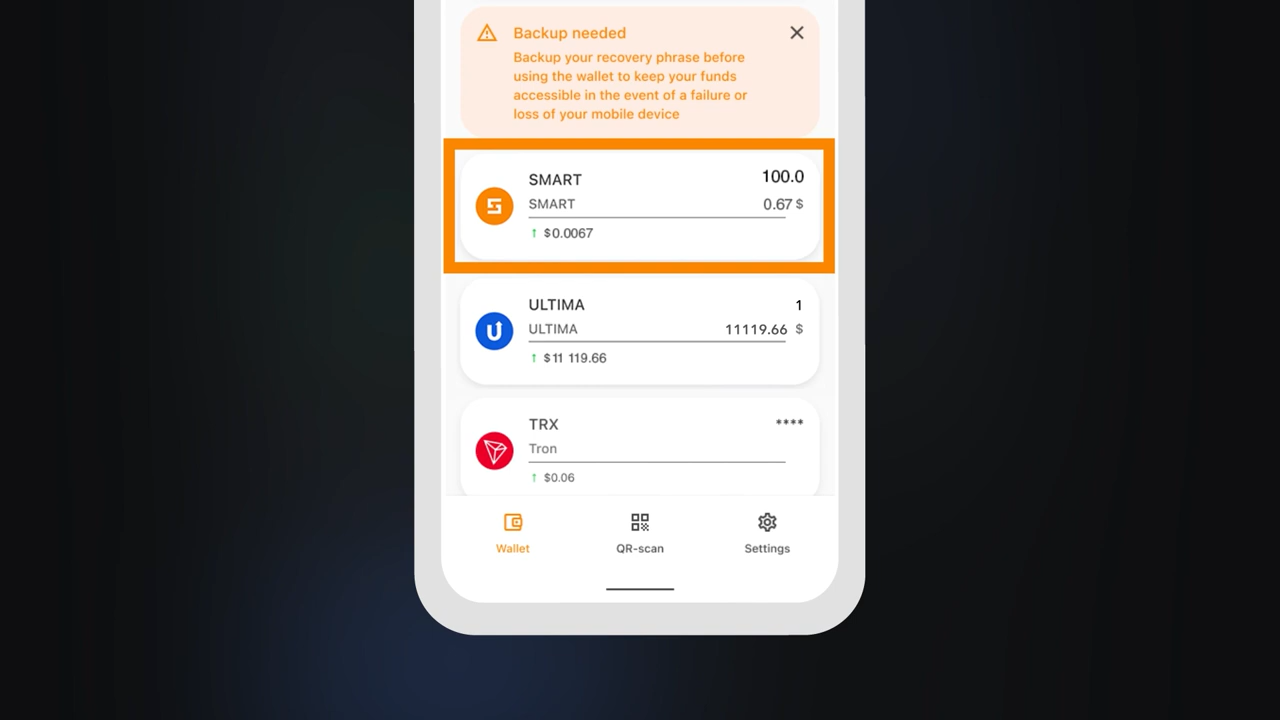 Backup needed
Backup your recovery phrase before
using the wallet to keep your funds
accessible in the event of a failure or
loss of your mobile device
SMART 100.0
SMART 0.67 $
↑ $0.0067
ULTIMA 1
ULTIMA 11119.66 $
↑ $11 119.66
TRX ****
Tron
↑ $0.06
Wallet QR-scan Settings